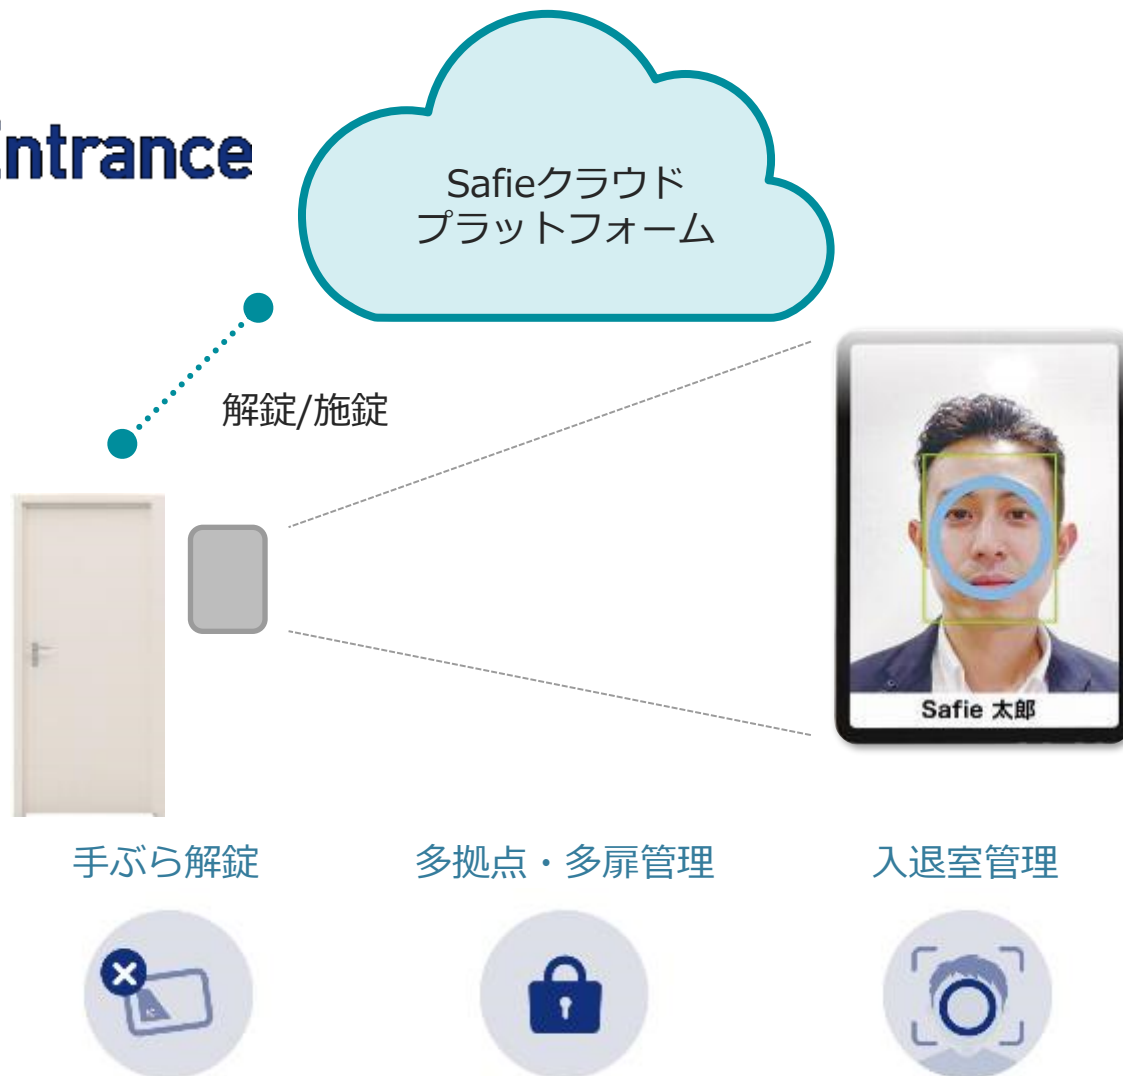 Entrance
Safieクラウド
プラットフォーム
解錠/施錠
Safie 太郎
手ぶら解錠
多拠点・多扉管理
入退室管理